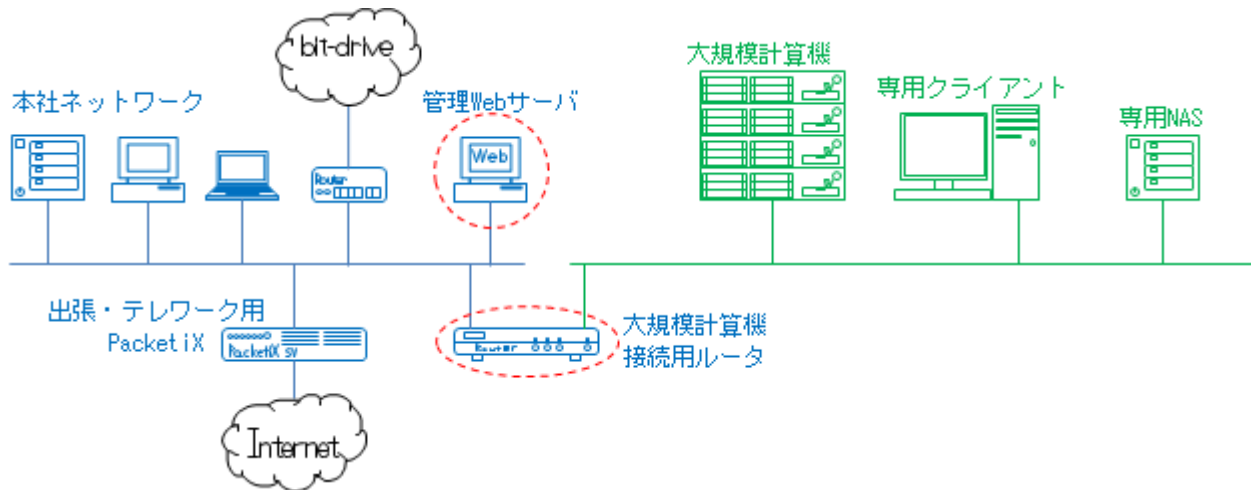 bit-drive
大規模計算機
本社ネットワーク
管理Webサーバ
専用クライアント
専用NAS
Web
Router
出張・テレワーク用
PacketiX
PacketiX SV
Router
大規模計算機
接続用ルータ
Internet